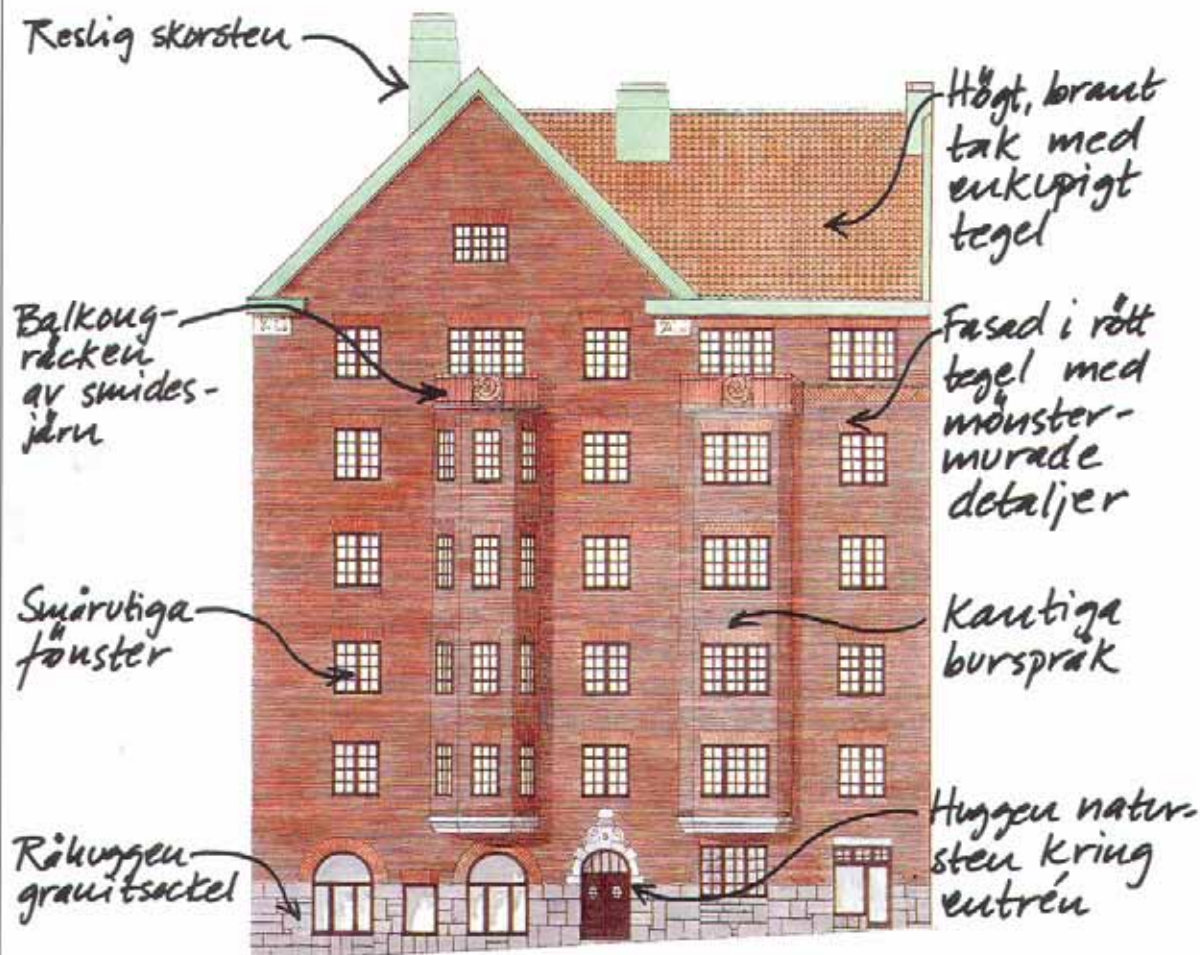 Reslig skorsten
Högt, brant
tak med
enkupigt
tegel
Balkong-
räcken
av smides-
järn
Fasad i rött
tegel med
mönster-
murade
detaljer
Smårutiga
fönster
Kantiga
burspråk
Råhuggen
granitsockel
Huggen natur-
sten kring
entrén